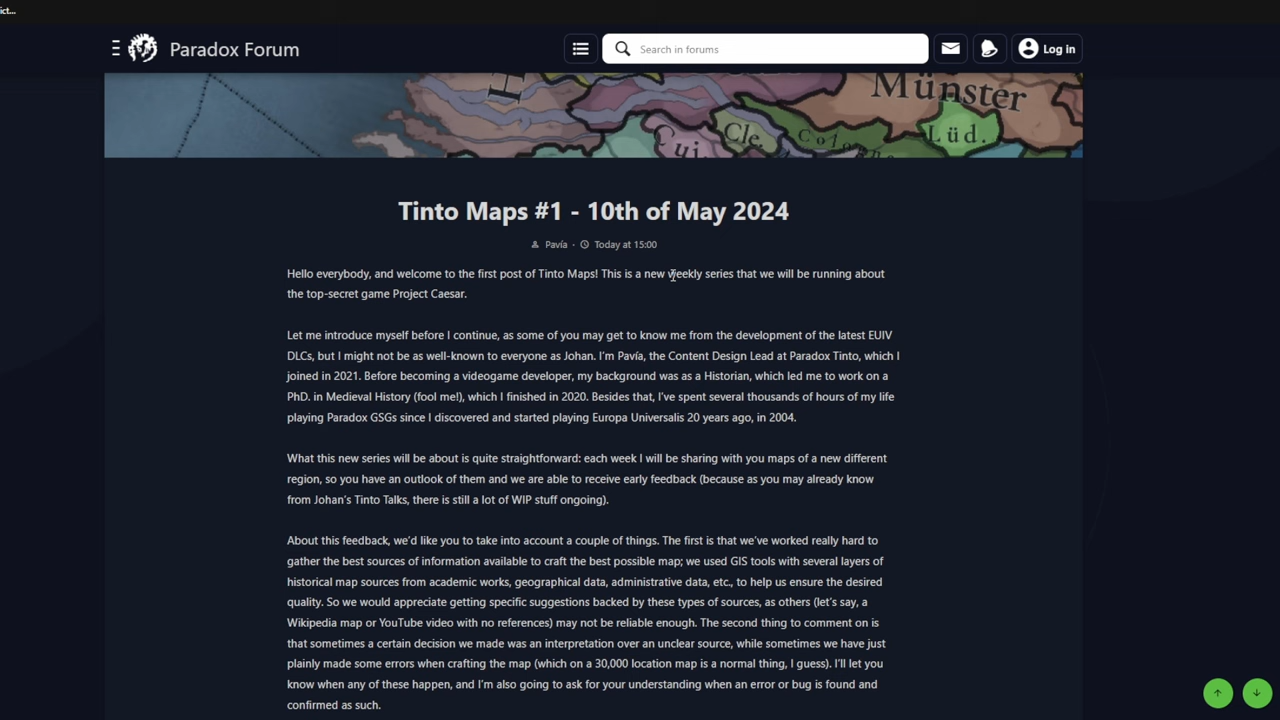 ict...
Paradox Forum
Search in forums
Log in
Münster
Cle.
Cologne
Lüd.
Cui.
H
Tinto Maps #1 - 10th of May 2024
Pavía · Today at 15:00
Hello everybody, and welcome to the first post of Tinto Maps! This is a new weekly series that we will be running about
the top-secret game Project Caesar.
Let me introduce myself before I continue, as some of you may get to know me from the development of the latest EUIV
DLCs, but I might not be as well-known to everyone as Johan. I'm Pavía, the Content Design Lead at Paradox Tinto, which I
joined in 2021. Before becoming a videogame developer, my background was as a Historian, which led me to work on a
PhD. in Medieval History (fool me!), which I finished in 2020. Besides that, I've spent several thousands of hours of my life
playing Paradox GSGs since I discovered and started playing Europa Universalis 20 years ago, in 2004.
What this new series will be about is quite straightforward: each week I will be sharing with you maps of a new different
region, so you have an outlook of them and we are able to receive early feedback (because as you may already know
from Johan's Tinto Talks, there is still a lot of WIP stuff ongoing).
About this feedback, we'd like you to take into account a couple of things. The first is that we've worked really hard to
gather the best sources of information available to craft the best possible map; we used GIS tools with several layers of
historical map sources from academic works, geographical data, administrative data, etc., to help us ensure the desired
quality. So we would appreciate getting specific suggestions backed by these types of sources, as others (let's say, a
Wikipedia map or YouTube video with no references) may not be reliable enough. The second thing to comment on is
that sometimes a certain decision we made was an interpretation over an unclear source, while sometimes we have just
plainly made some errors when crafting the map (which on a 30,000 location map is a normal thing, I guess). I'll let you
know when any of these happen, and I'm also going to ask for your understanding when an error or bug is found and
confirmed as such.